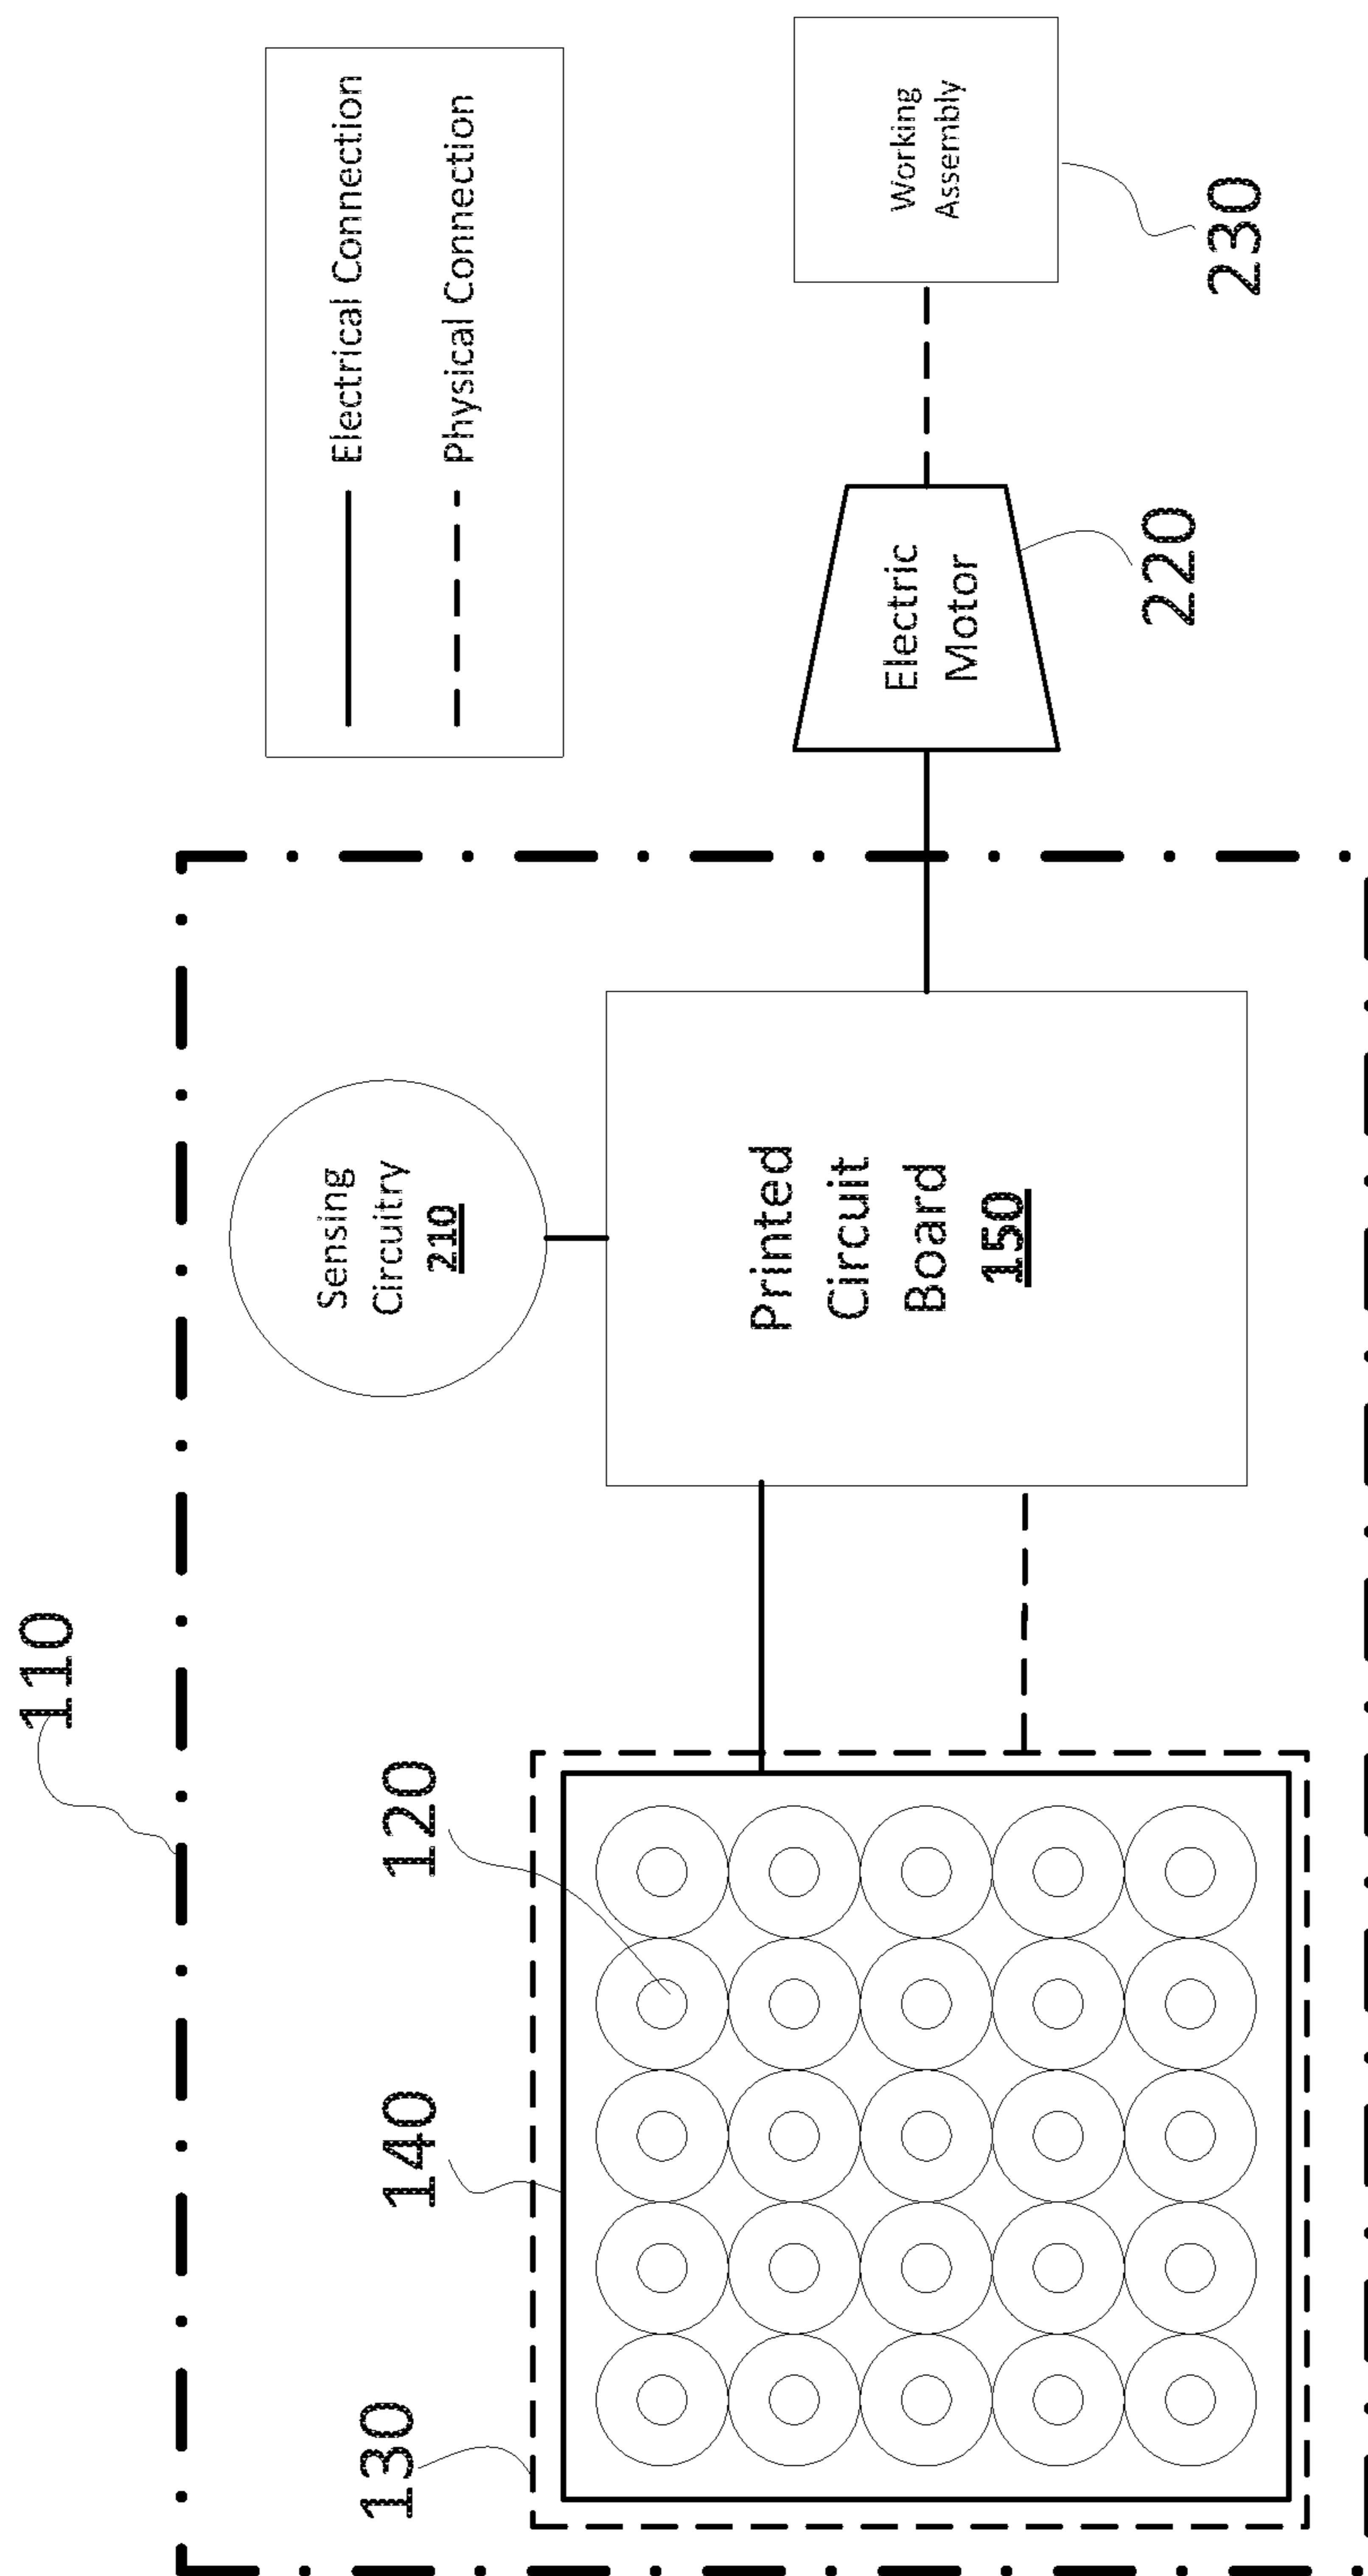 110
Electrical Connection
Physical Connection
Sensing
Circuitry
210
130
140
120
Printed
Circuit
Board
150
Electric
Motor
220
Working
Assembly
230